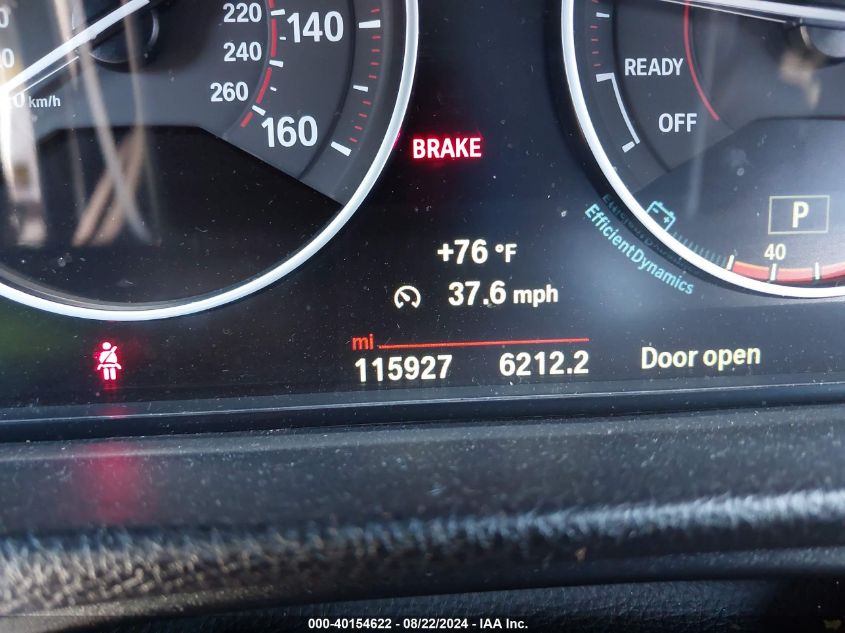 220
140
240
260
160
0 km/h
READY
OFF
BRAKE
P
+76 °F
EfficientDynamics
40
37.6 mph
mi
115927 6212.2
Door open
000-40154622 - 08/22/2024 - IAA Inc.